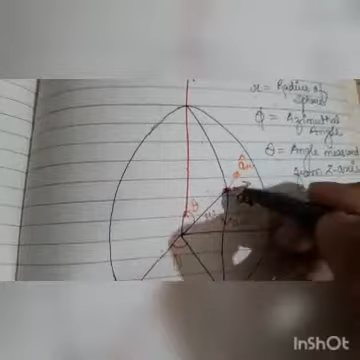 r = Radius of
Sphere
ϕ = Azimuthal
Angle
θ = Angle measured
from Z-axis
θ
InShOt